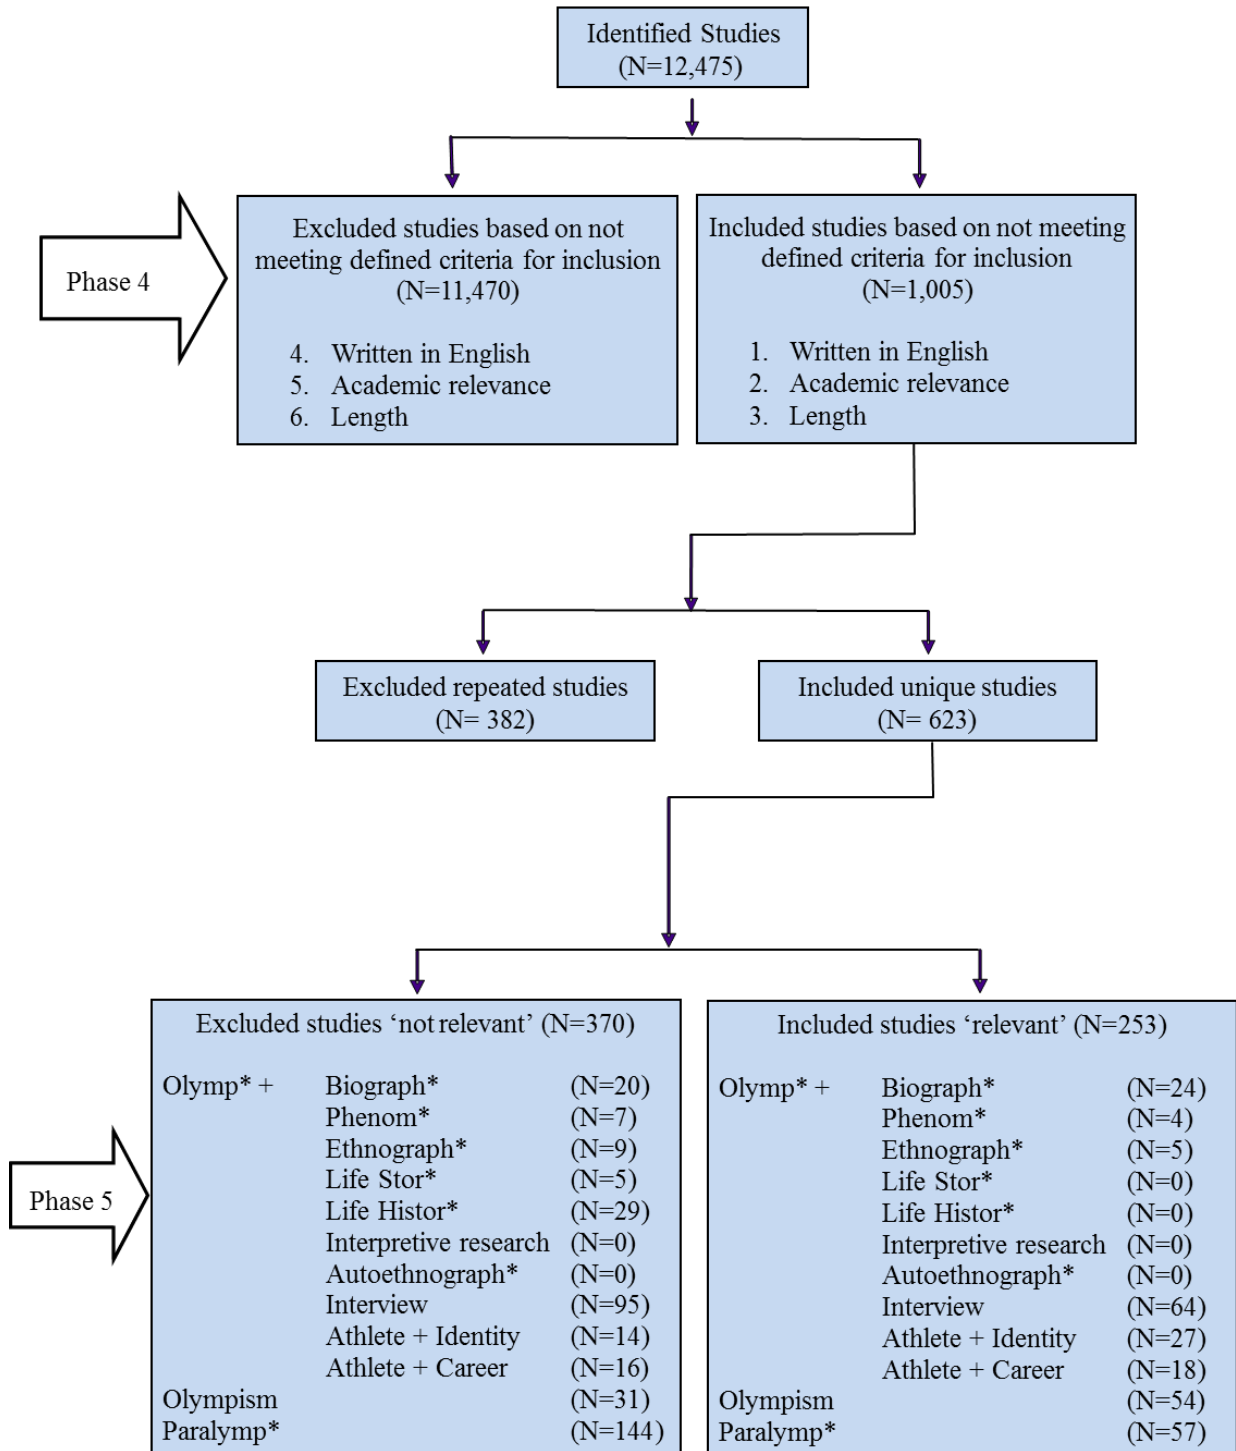 Identified Studies
(N=12,475)
Phase 4
Excluded studies based on not
meeting defined criteria for inclusion
(N=11,470)
4. Written in English
5. Academic relevance
6. Length
Included studies based on not meeting
defined criteria for inclusion
(N=1,005)
1. Written in English
2. Academic relevance
3. Length
Excluded repeated studies
(N= 382)
Included unique studies
(N= 623)
Phase 5
Excluded studies ‘not relevant’ (N=370)
Olymp* + Biograph* (N=20)
Phenom* (N=7)
Ethnograph* (N=9)
Life Stor* (N=5)
Life Histor* (N=29)
Interpretive research (N=0)
Autoethnograph* (N=0)
Interview (N=95)
Athlete + Identity (N=14)
Athlete + Career (N=16)
Olympism (N=31)
Paralymp* (N=144)
Included studies ‘relevant’ (N=253)
Olymp* + Biograph* (N=24)
Phenom* (N=4)
Ethnograph* (N=5)
Life Stor* (N=0)
Life Histor* (N=0)
Interpretive research (N=0)
Autoethnograph* (N=0)
Interview (N=64)
Athlete + Identity (N=27)
Athlete + Career (N=18)
Olympism (N=54)
Paralymp* (N=57)